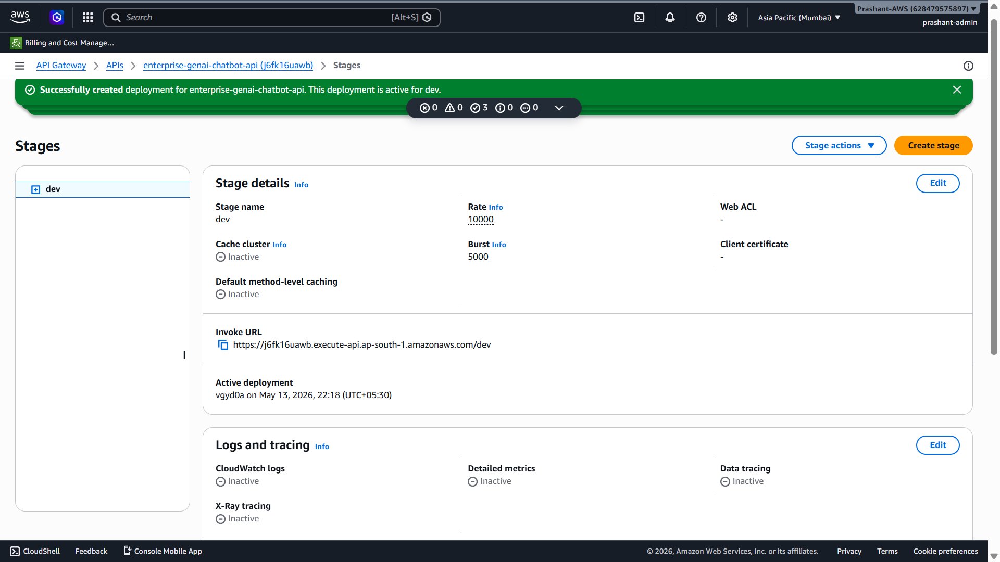 aws
Search [Alt+S]
Asia Pacific (Mumbai)
Prashant-AWS (628479575897)
prashant-admin
Billing and Cost Manage...
API Gateway
APIs
enterprise-genai-chatbot-api (j6fk16uawb)
Stages
Successfully created deployment for enterprise-genai-chatbot-api. This deployment is active for dev.
0 0 3 0 0
Stages
Stage actions
Create stage
dev
Stage details Info
Edit
Stage name
dev
Rate Info
10000
Web ACL
-
Cache cluster Info
Inactive
Burst Info
5000
Client certificate
-
Default method-level caching
Inactive
Invoke URL
https://j6fk16uawb.execute-api.ap-south-1.amazonaws.com/dev
Active deployment
vgyd0a on May 13, 2026, 22:18 (UTC+05:30)
Logs and tracing Info
Edit
CloudWatch logs
Inactive
Detailed metrics
Inactive
Data tracing
Inactive
X-Ray tracing
Inactive
CloudShell
Feedback
Console Mobile App
© 2026, Amazon Web Services, Inc. or its affiliates.
Privacy
Terms
Cookie preferences